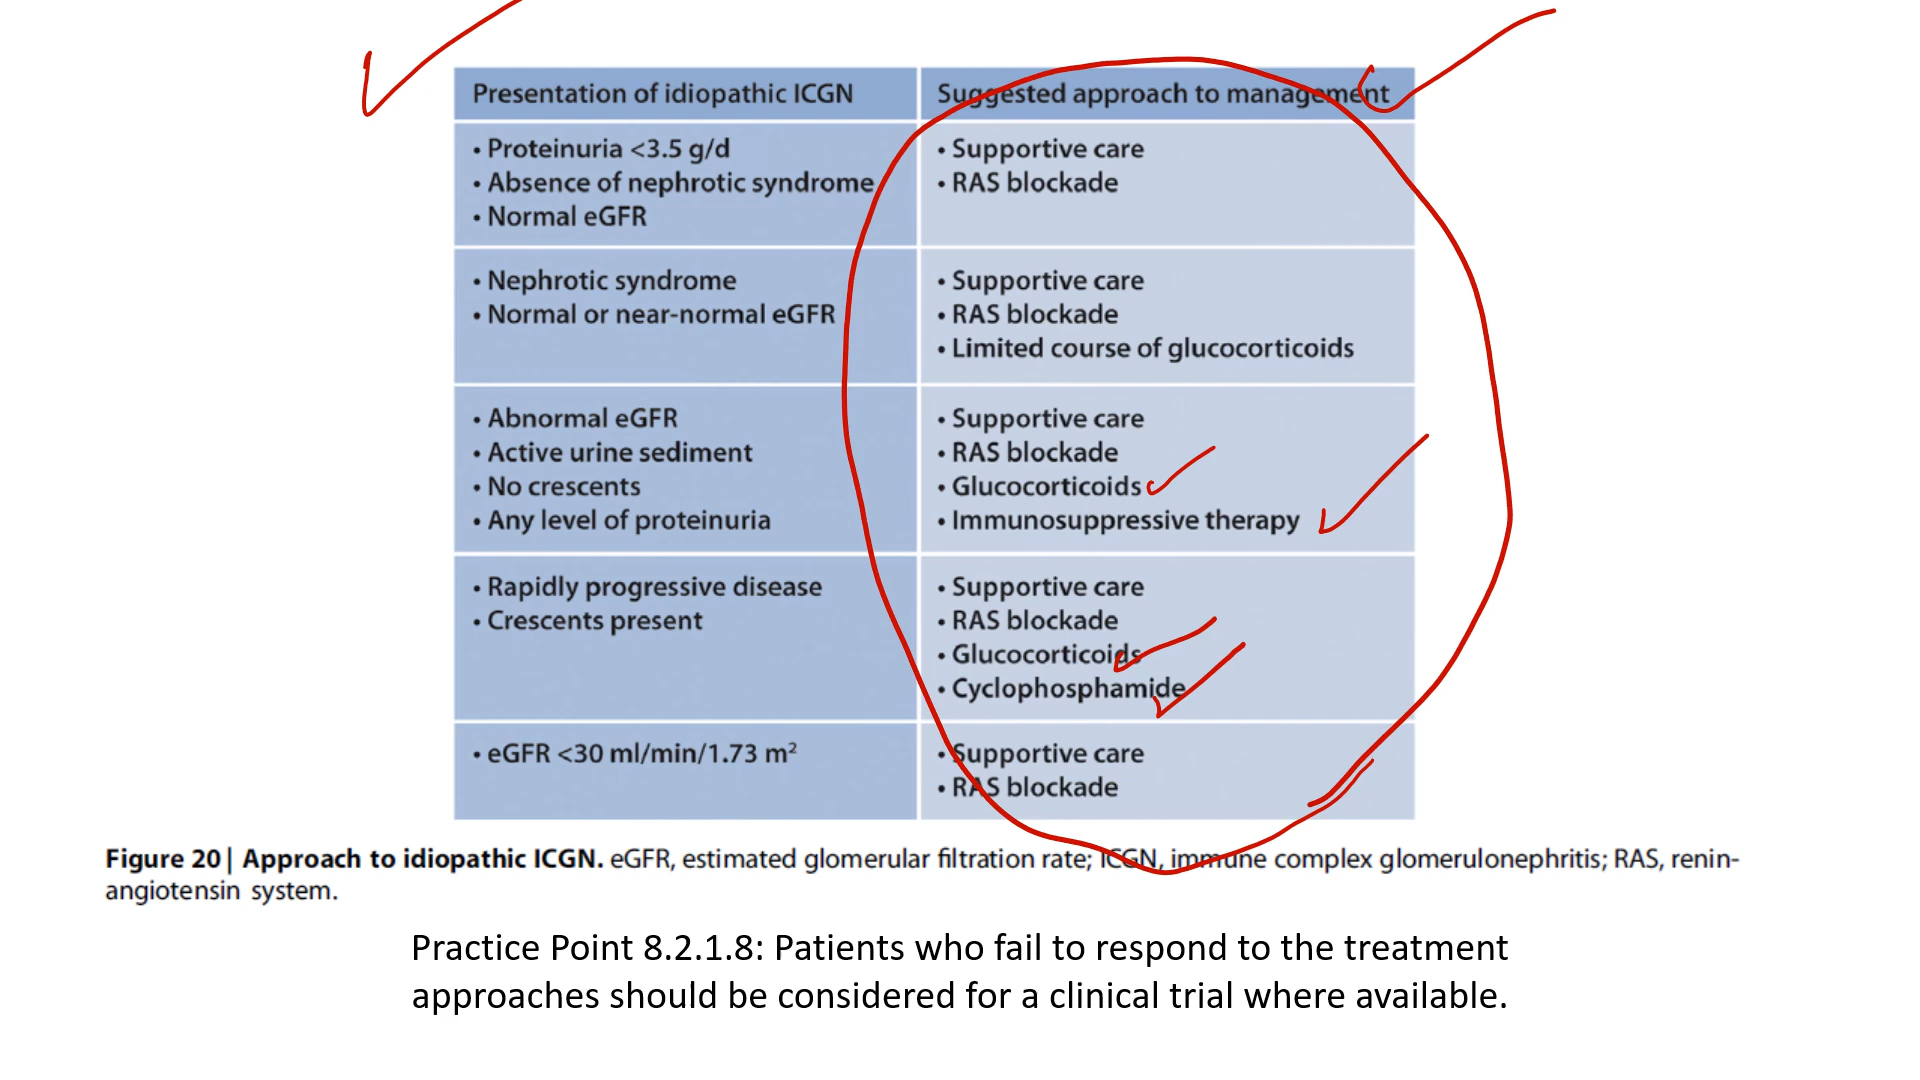 Presentation of idiopathic ICGN
Suggested approach to management
• Proteinuria <3.5 g/d
• Absence of nephrotic syndrome
• Normal eGFR
• Supportive care
• RAS blockade
• Nephrotic syndrome
• Normal or near-normal eGFR
• Supportive care
• RAS blockade
• Limited course of glucocorticoids
• Abnormal eGFR
• Active urine sediment
• No crescents
• Any level of proteinuria
• Supportive care
• RAS blockade
• Glucocorticoids
• Immunosuppressive therapy
• Rapidly progressive disease
• Crescents present
• Supportive care
• RAS blockade
• Glucocorticoids
• Cyclophosphamide
• eGFR <30 ml/min/1.73 m²
• Supportive care
• RAS blockade
Figure 20 | Approach to idiopathic ICGN. eGFR, estimated glomerular filtration rate; ICGN, immune complex glomerulonephritis; RAS, renin-
angiotensin system.
Practice Point 8.2.1.8: Patients who fail to respond to the treatment
approaches should be considered for a clinical trial where available.